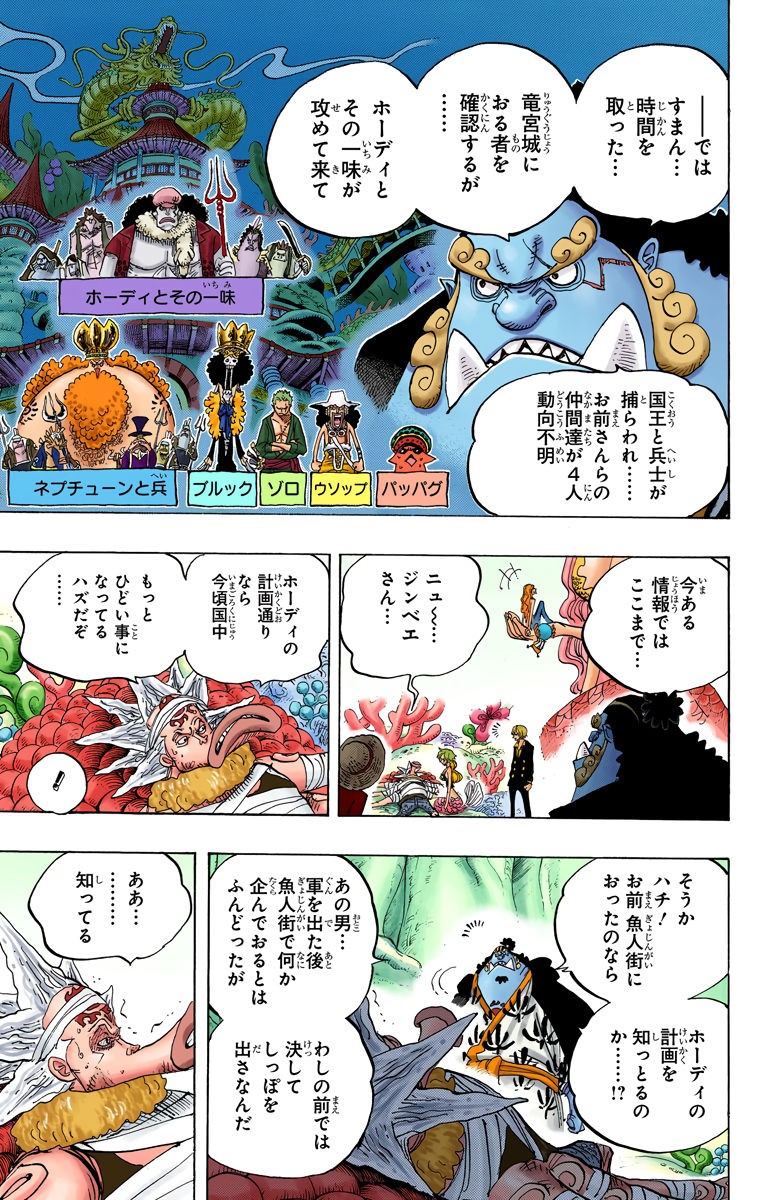 ――では
すまん…
時間を
取った…
竜宮城に
おる者を
確認するが
……
ホーディと
その一味が
攻めて来て
国王と兵士が
捕らわれ……
お前さんらの
仲間達が４人
動向不明
ホーディとその一味
ネプチューンと兵
ブルック
ゾロ
ウソップ
パッパグ
今ある
情報では
ここまで…
ニュ～……
ジンベエ
さん…
ホーディの
計画通り
なら
今頃国中
もっと
ひどい事に
なってる
ハズだぞ
……
！
そうか
ハチ！
お前 魚人街に
おったのなら
ホーディの
計画を
知っとるの
か……!?
あの男…
軍を出た後
魚人街で何か
企んでおるとは
ふんどったが
わしの前では
決して
しっぽを
出さなんだ
ああ…
………
知ってる